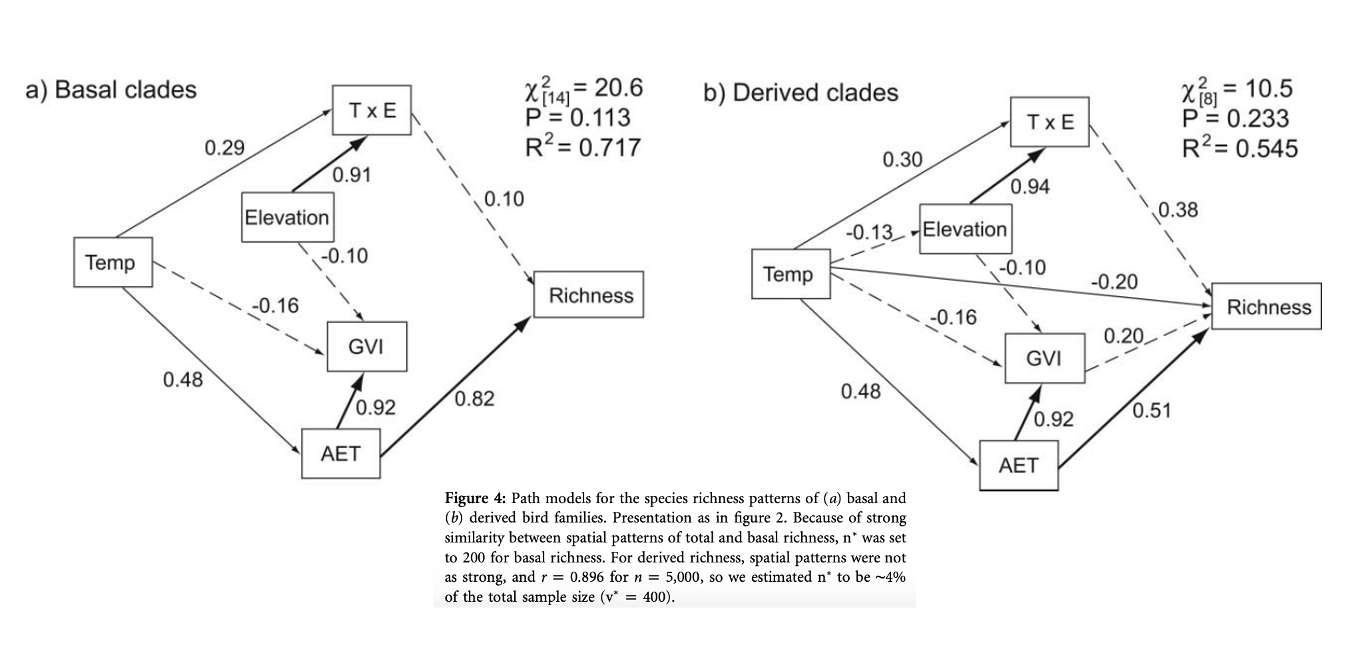 a) Basal clades
χ²[14] = 20.6
P = 0.113
R² = 0.717
T x E
0.29
0.91
Elevation
0.10
-0.10
Temp
Richness
-0.16
GVI
0.48
0.92
0.82
AET
b) Derived clades
χ²[8] = 10.5
P = 0.233
R² = 0.545
T x E
0.30
0.94
0.38
-0.13
Elevation
-0.10
Temp
-0.20
Richness
-0.16
0.20
GVI
0.48
0.92
0.51
AET
Figure 4: Path models for the species richness patterns of (a) basal and
(b) derived bird families. Presentation as in figure 2. Because of strong
similarity between spatial patterns of total and basal richness, n* was set
to 200 for basal richness. For derived richness, spatial patterns were not
as strong, and r = 0.896 for n = 5,000, so we estimated n* to be ~4%
of the total sample size (v* = 400).